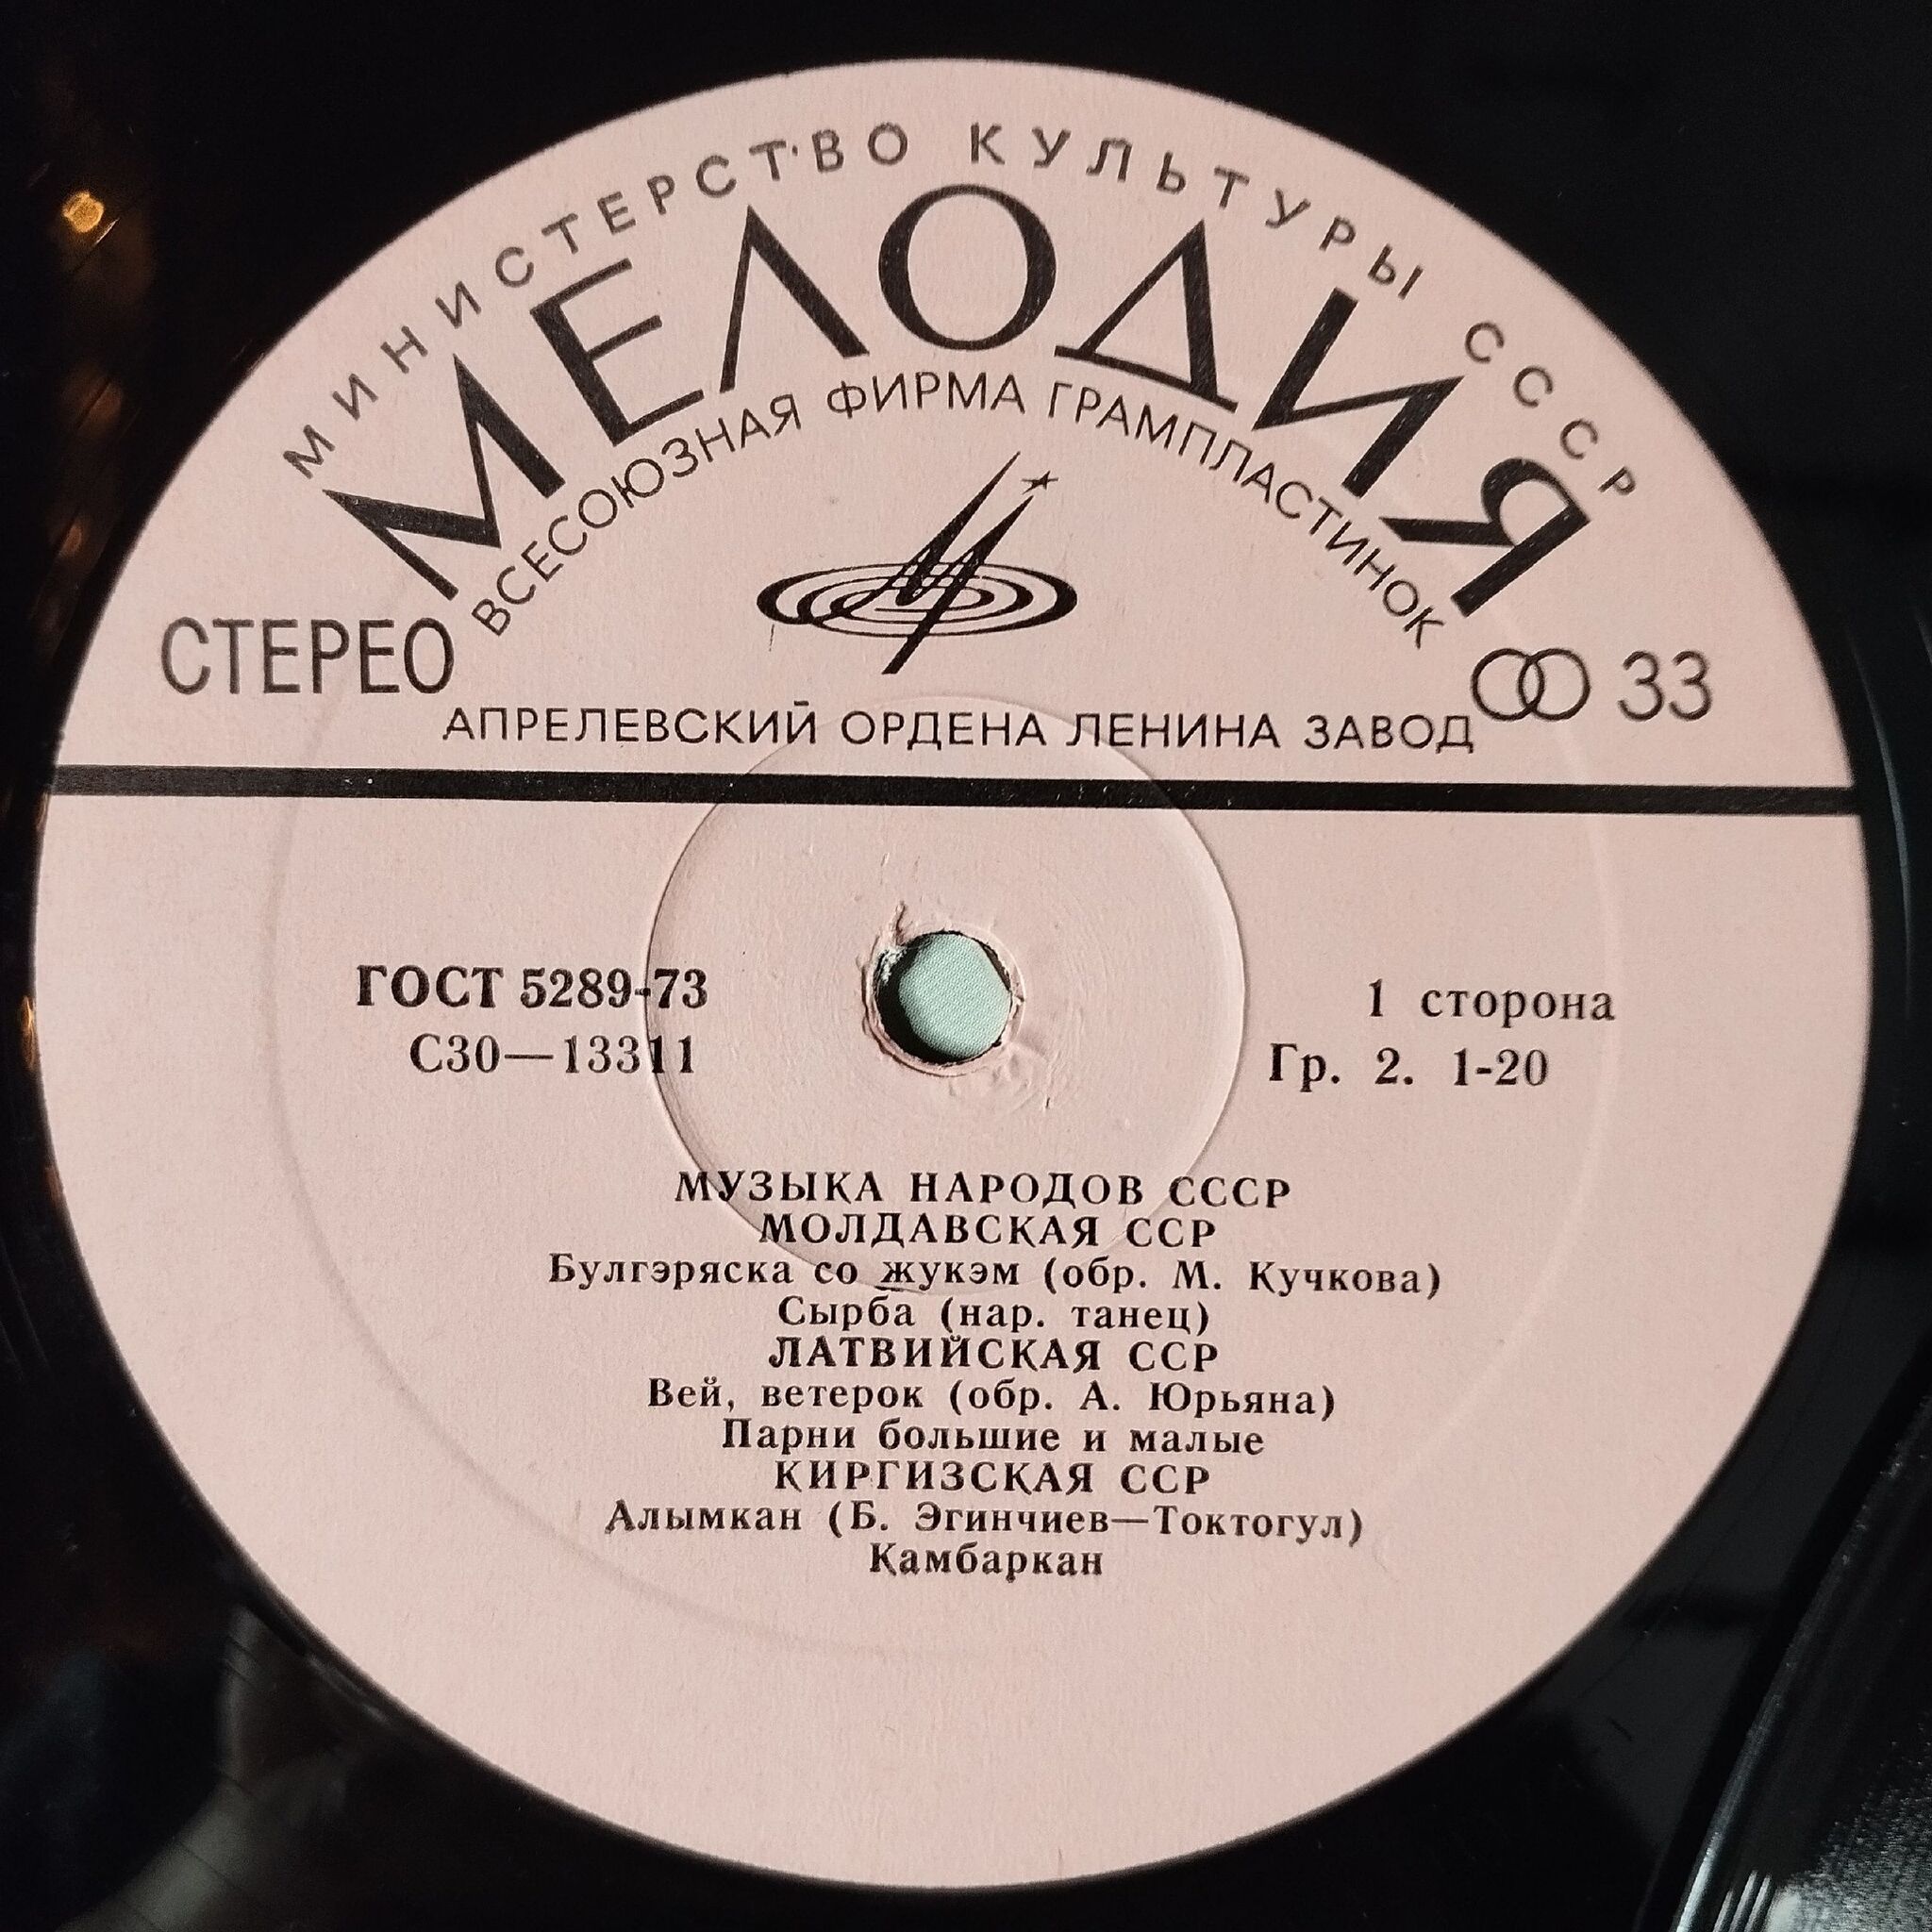 МИНИСТЕРСТВО КУЛЬТУРЫ СССР
МЕЛОДИЯ
ВСЕСОЮЗНАЯ ФИРМА ГРАМПЛАСТИНОК
СТЕРЕО
33
АПРЕЛЕВСКИЙ ОРДЕНА ЛЕНИНА ЗАВОД
ГОСТ 5289-73
С30—13311
1 сторона
Гр. 2. 1-20
МУЗЫКА НАРОДОВ СССР
МОЛДАВСКАЯ ССР
Булгэряска со жукэм (обр. М. Кучкова)
Сырба (нар. танец)
ЛАТВИЙСКАЯ ССР
Вей, ветерок (обр. А. Юрьяна)
Парни большие и малые
КИРГИЗСКАЯ ССР
Алымкан (Б. Эгинчиев—Токтогул)
Камбаркан